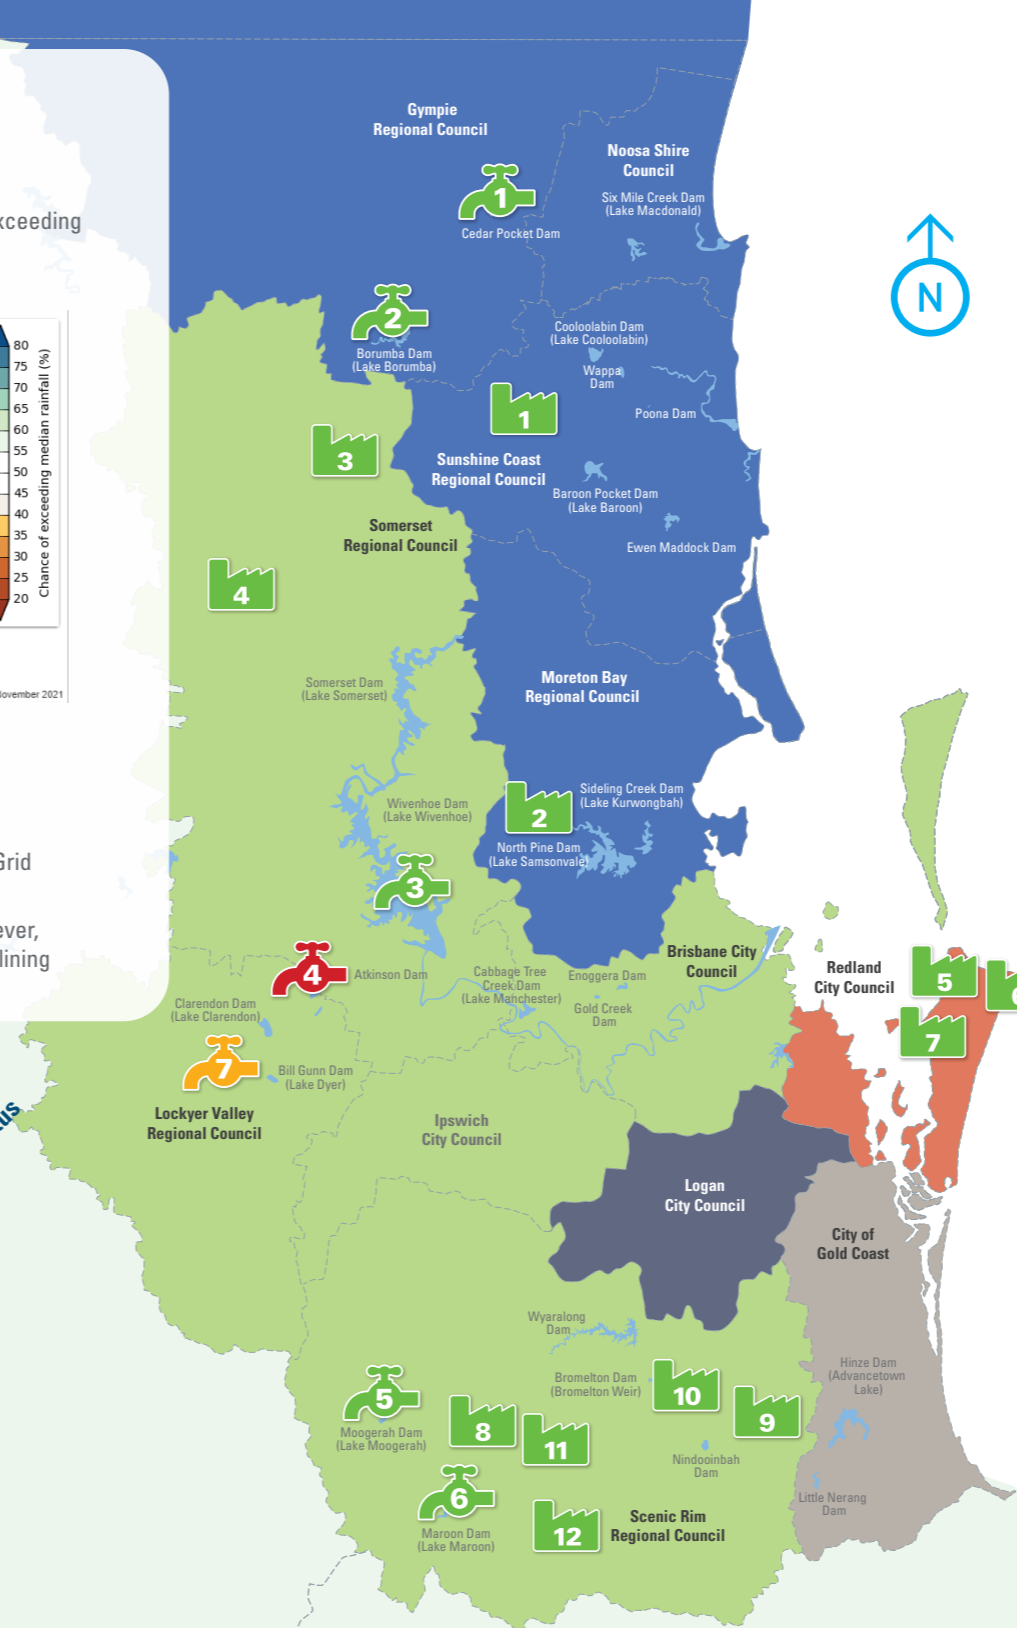 Gympie
Regional Council
Noosa Shire
Council
Six Mile Creek Dam
(Lake Macdonald)
1
Cedar Pocket Dam
xceeding
N
2
Borumba Dam
(Lake Borumba)
Cooloolabin Dam
(Lake Cooloolabin)
Wappa
Dam
Poona Dam
1
80
75
70
65
60
55
50
45
40
35
30
25
20
Chance of exceeding median rainfall (%)
3
Sunshine Coast
Regional Council
Baroon Pocket Dam
(Lake Baroon)
Ewen Maddock Dam
Somerset
Regional Council
4
Somerset Dam
(Lake Somerset)
Moreton Bay
Regional Council
ovember 2021
Sideling Creek Dam
(Lake Kurwongbah)
2
North Pine Dam
(Lake Samsonvale)
Wivenhoe Dam
(Lake Wivenhoe)
3
Grid
ever,
lining
4
Atkinson Dam
Cabbage Tree
Creek Dam
(Lake Manchester)
Enoggera Dam
Gold Creek
Dam
Brisbane City
Council
Redland
City Council
5
6
7
Clarendon Dam
(Lake Clarendon)
7
Bill Gunn Dam
(Lake Dyer)
us
Lockyer Valley
Regional Council
Ipswich
City Council
Logan
City Council
City of
Gold Coast
Wyaralong
Dam
Bromelton Dam
(Bromelton Weir)
10
9
Hinze Dam
(Advancetown
Lake)
5
Moogerah Dam
(Lake Moogerah)
8
11
Nindooinbah
Dam
6
Maroon Dam
(Lake Maroon)
12
Scenic Rim
Regional Council
Little Nerang
Dam